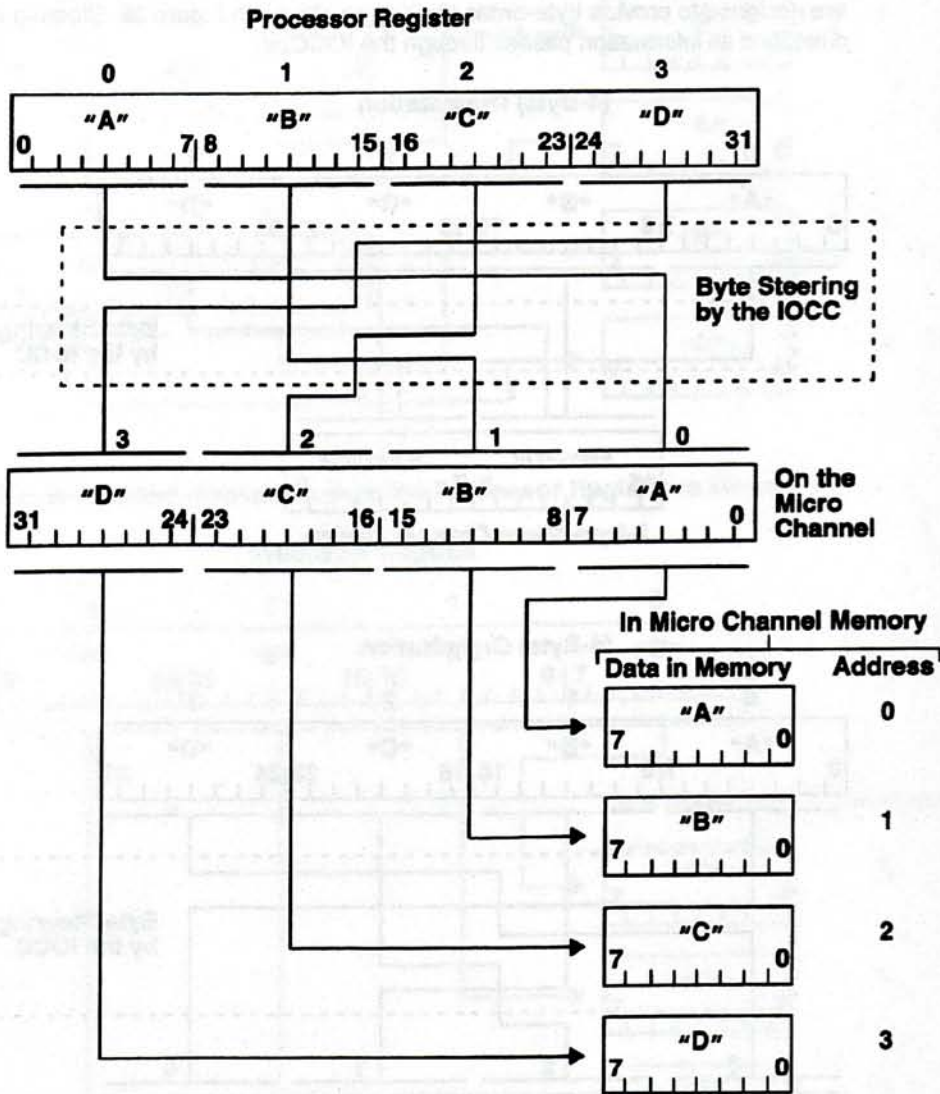 Processor Register
0 1 2 3
"A" "B" "C" "D"
0 7 8 15 16 23 24 31
Byte Steering
by the IOCC
3 2 1 0
"D" "C" "B" "A"
31 24 23 16 15 8 7 0
On the
Micro
Channel
In Micro Channel Memory
Data in Memory Address
"A" 0
7 0
"B" 1
7 0
"C" 2
7 0
"D" 3
7 0